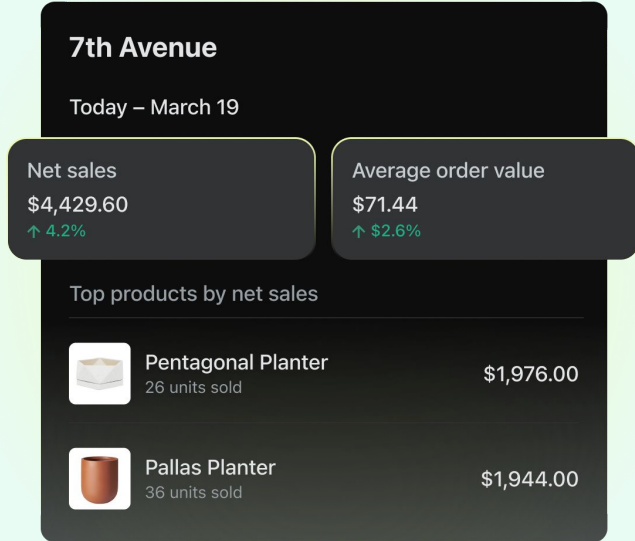 7th Avenue
Today – March 19
Net sales
$4,429.60
↑ 4.2%
Average order value
$71.44
↑ $2.6%
Top products by net sales
Pentagonal Planter
26 units sold
$1,976.00
Pallas Planter
36 units sold
$1,944.00